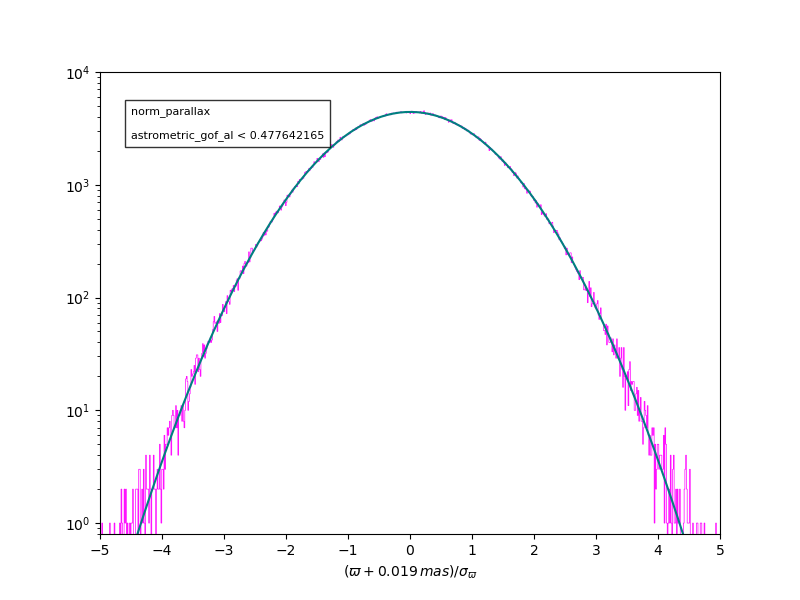 10⁴
10³
10²
10¹
10⁰
norm_parallax
astrometric_gof_al < 0.477642165
−5 −4 −3 −2 −1 0 1 2 3 4 5
(ϖ + 0.019 mas)/σ_ϖ